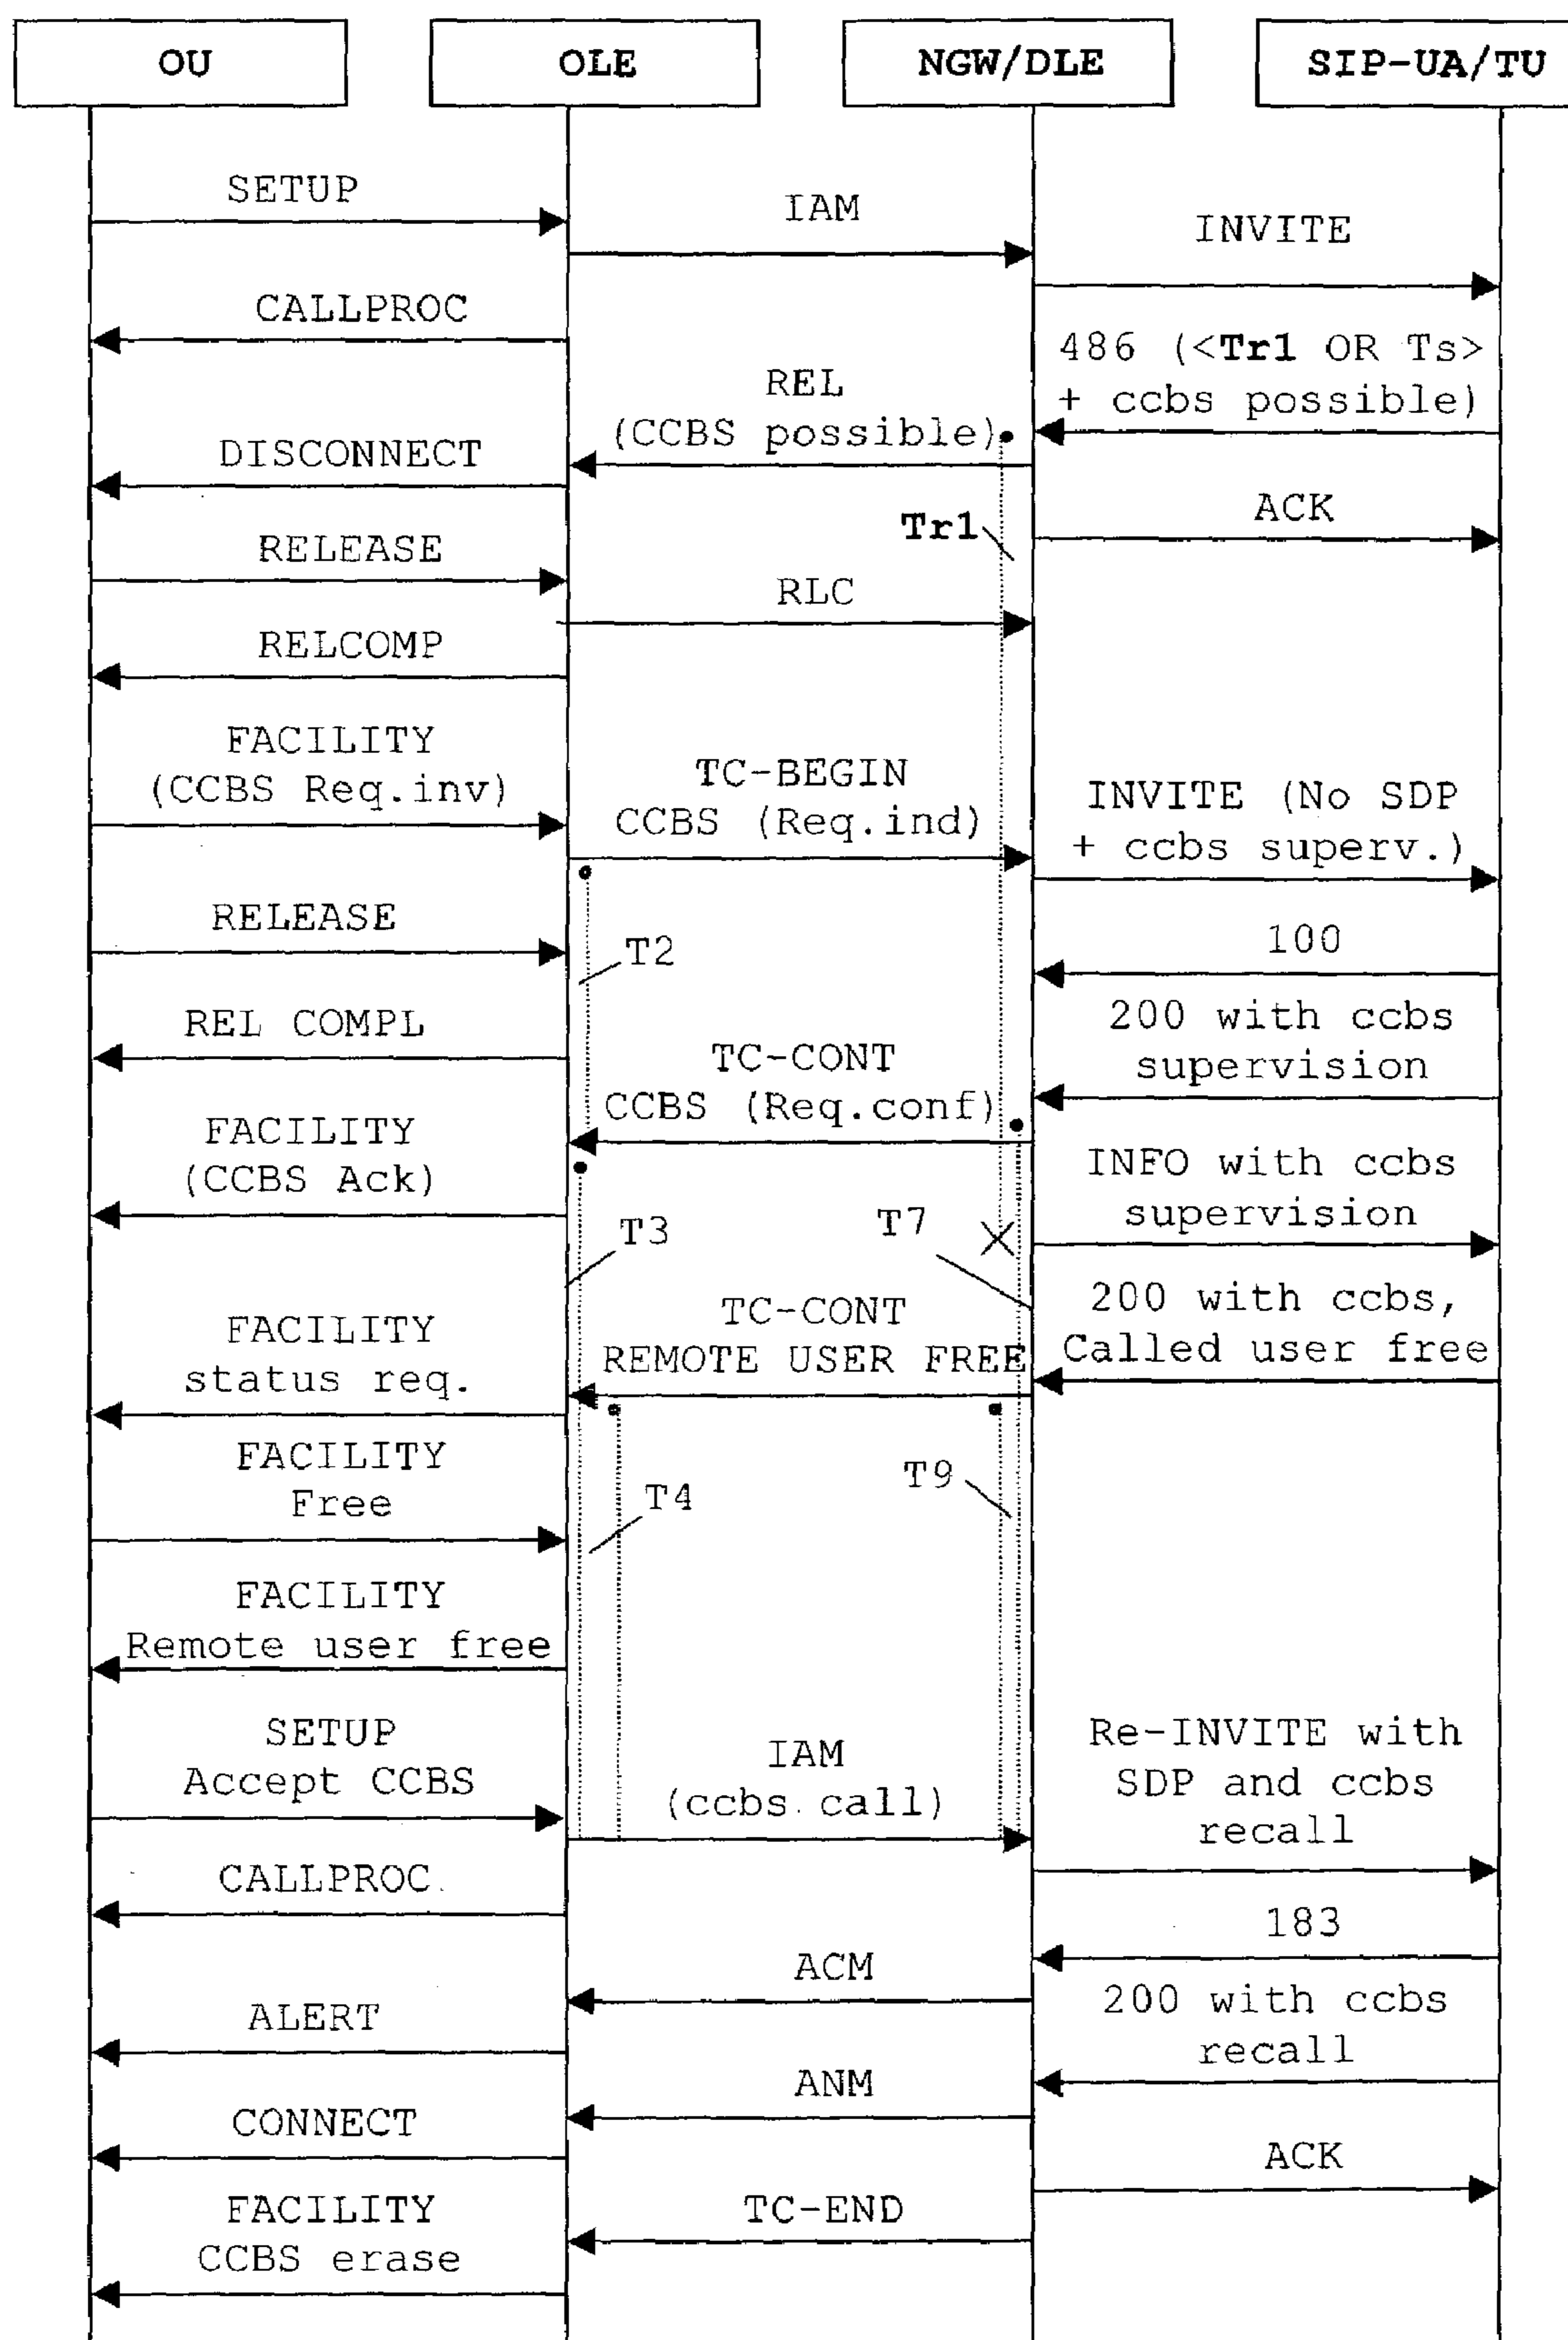 OU
OLE
NGW/DLE
SIP-UA/TU
SETUP
IAM
INVITE
CALLPROC
486 (<Tr1 OR Ts>
+ ccbs possible)
REL
(CCBS possible)
DISCONNECT
ACK
Tr1
RELEASE
RLC
RELCOMP
FACILITY
(CCBS Req.inv)
TC-BEGIN
CCBS (Req.ind)
INVITE (No SDP
+ ccbs superv.)
RELEASE
T2
100
REL COMPL
200 with ccbs
supervision
TC-CONT
CCBS (Req.conf)
FACILITY
(CCBS Ack)
INFO with ccbs
supervision
T3
T7
TC-CONT
REMOTE USER FREE
200 with ccbs,
Called user free
FACILITY
status req.
FACILITY
Free
T4
T9
FACILITY
Remote user free
SETUP
Accept CCBS
IAM
(ccbs call)
Re-INVITE with
SDP and ccbs
recall
CALLPROC
183
ACM
200 with ccbs
recall
ALERT
ANM
CONNECT
ACK
FACILITY
CCBS erase
TC-END